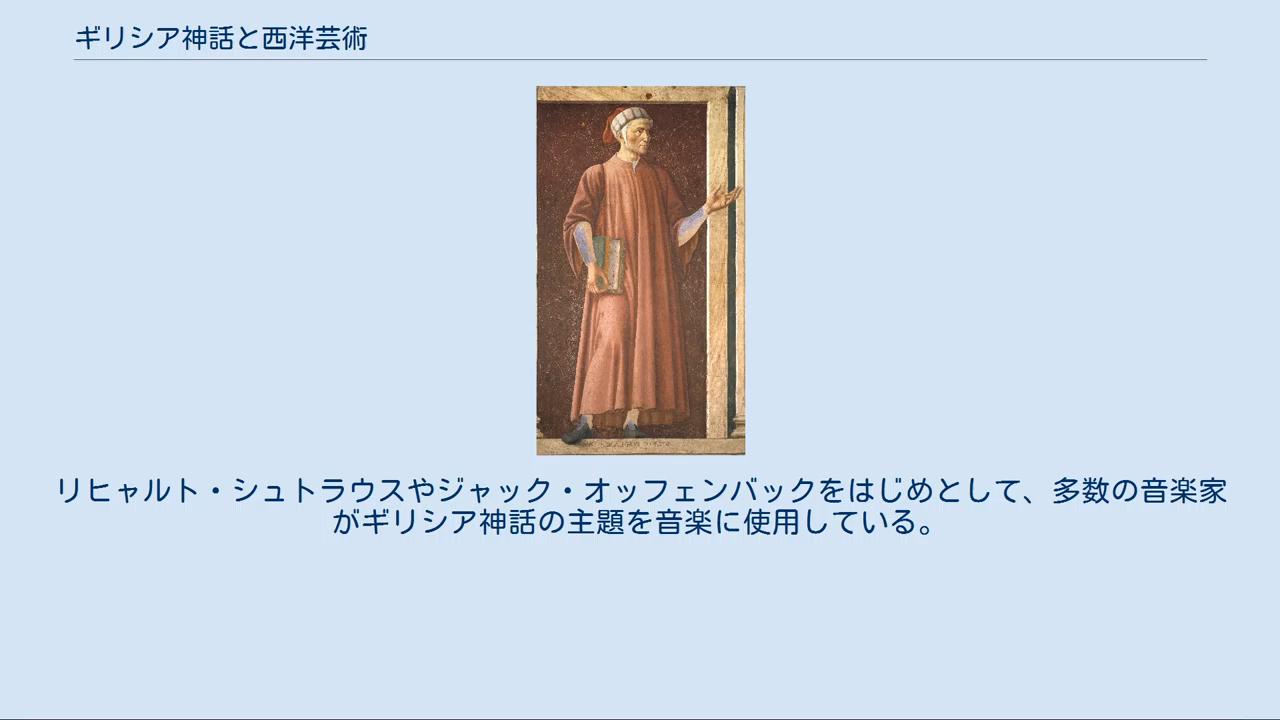 ギリシア神話と西洋芸術
リヒャルト・シュトラウスやジャック・オッフェンバックをはじめとして、多数の音楽家
がギリシア神話の主題を音楽に使用している。